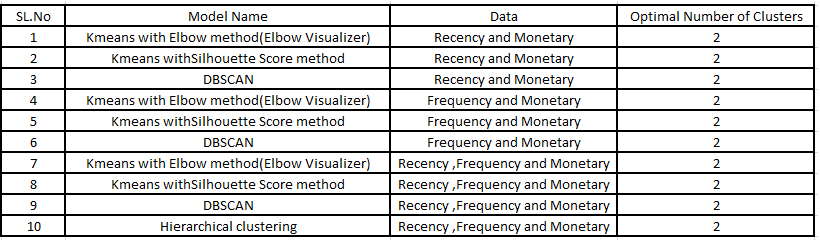 SL.No Model Name Data Optimal Number of Clusters
1 Kmeans with Elbow method(Elbow Visualizer) Recency and Monetary 2
2 Kmeans withSilhouette Score method Recency and Monetary 2
3 DBSCAN Recency and Monetary 2
4 Kmeans with Elbow method(Elbow Visualizer) Frequency and Monetary 2
5 Kmeans withSilhouette Score method Frequency and Monetary 2
6 DBSCAN Frequency and Monetary 2
7 Kmeans with Elbow method(Elbow Visualizer) Recency ,Frequency and Monetary 2
8 Kmeans withSilhouette Score method Recency ,Frequency and Monetary 2
9 DBSCAN Recency ,Frequency and Monetary 2
10 Hierarchical clustering Recency ,Frequency and Monetary 2